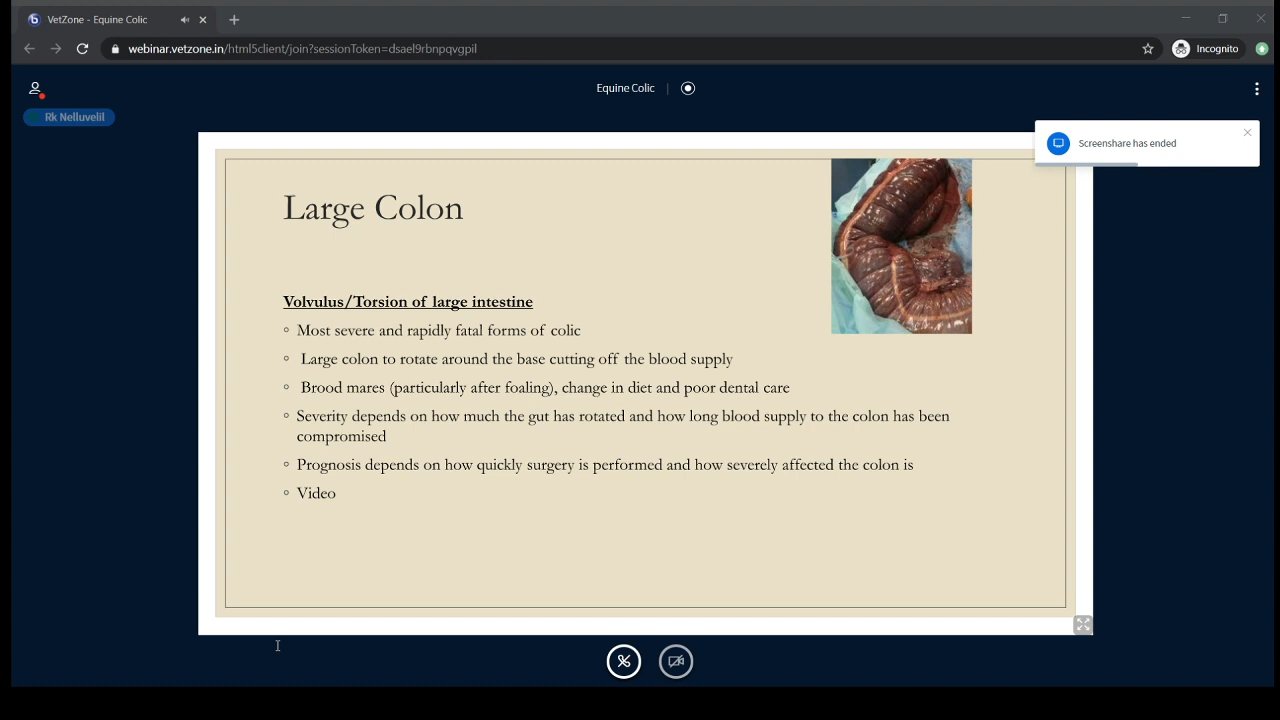 VetZone - Equine Colic
webinar.vetzone.in/html5client/join?sessionToken=dsael9rbnpqvgpil
Incognito
Equine Colic
Rk Nelluvelil
Screenshare has ended
Large Colon
Volvulus/Torsion of large intestine
Most severe and rapidly fatal forms of colic
Large colon to rotate around the base cutting off the blood supply
Brood mares (particularly after foaling), change in diet and poor dental care
Severity depends on how much the gut has rotated and how long blood supply to the colon has been
compromised
Prognosis depends on how quickly surgery is performed and how severely affected the colon is
Video